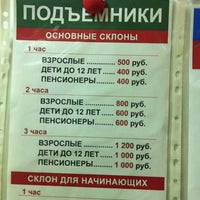 ПОДЪЕМНИКИ
ОСНОВНЫЕ СКЛОНЫ
1 час
ВЗРОСЛЫЕ ......... 500 руб.
ДЕТИ ДО 12 ЛЕТ ..... 400 руб.
ПЕНСИОНЕРЫ ...... 400 руб.
2 часа
ВЗРОСЛЫЕ ......... 800 руб.
ДЕТИ ДО 12 ЛЕТ ..... 600 руб.
ПЕНСИОНЕРЫ ...... 600 руб.
3 часа
ВЗРОСЛЫЕ ......... 1 200 руб.
ДЕТИ ДО 12 ЛЕТ ..... 1 000 руб.
ПЕНСИОНЕРЫ ...... 1 000 руб.
СКЛОН ДЛЯ НАЧИНАЮЩИХ
1 час